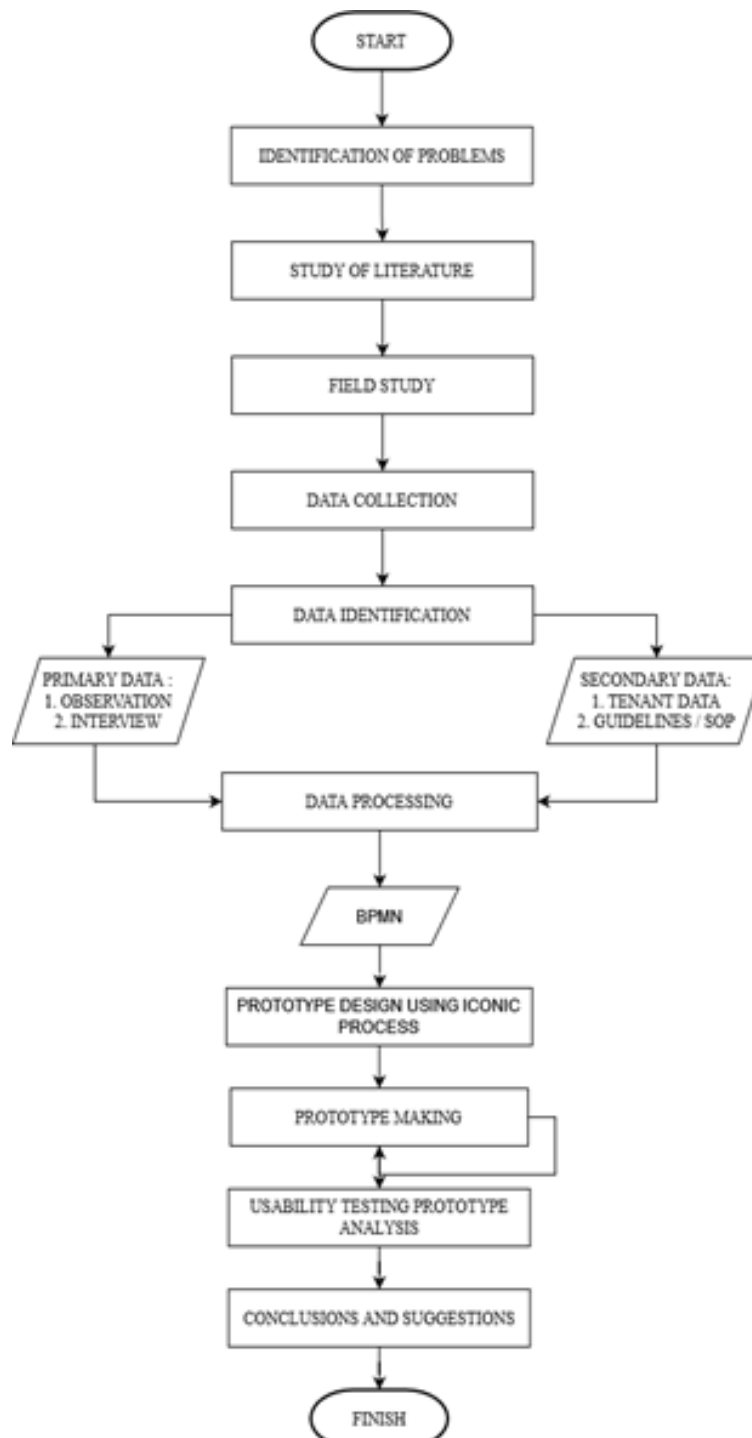 START
IDENTIFICATION OF PROBLEMS
STUDY OF LITERATURE
FIELD STUDY
DATA COLLECTION
DATA IDENTIFICATION
PRIMARY DATA :
1. OBSERVATION
2. INTERVIEW
SECONDARY DATA:
1. TENANT DATA
2. GUIDELINES / SOP
DATA PROCESSING
BPMN
PROTOTYPE DESIGN USING ICONIC
PROCESS
PROTOTYPE MAKING
USABILITY TESTING PROTOTYPE
ANALYSIS
CONCLUSIONS AND SUGGESTIONS
FINISH